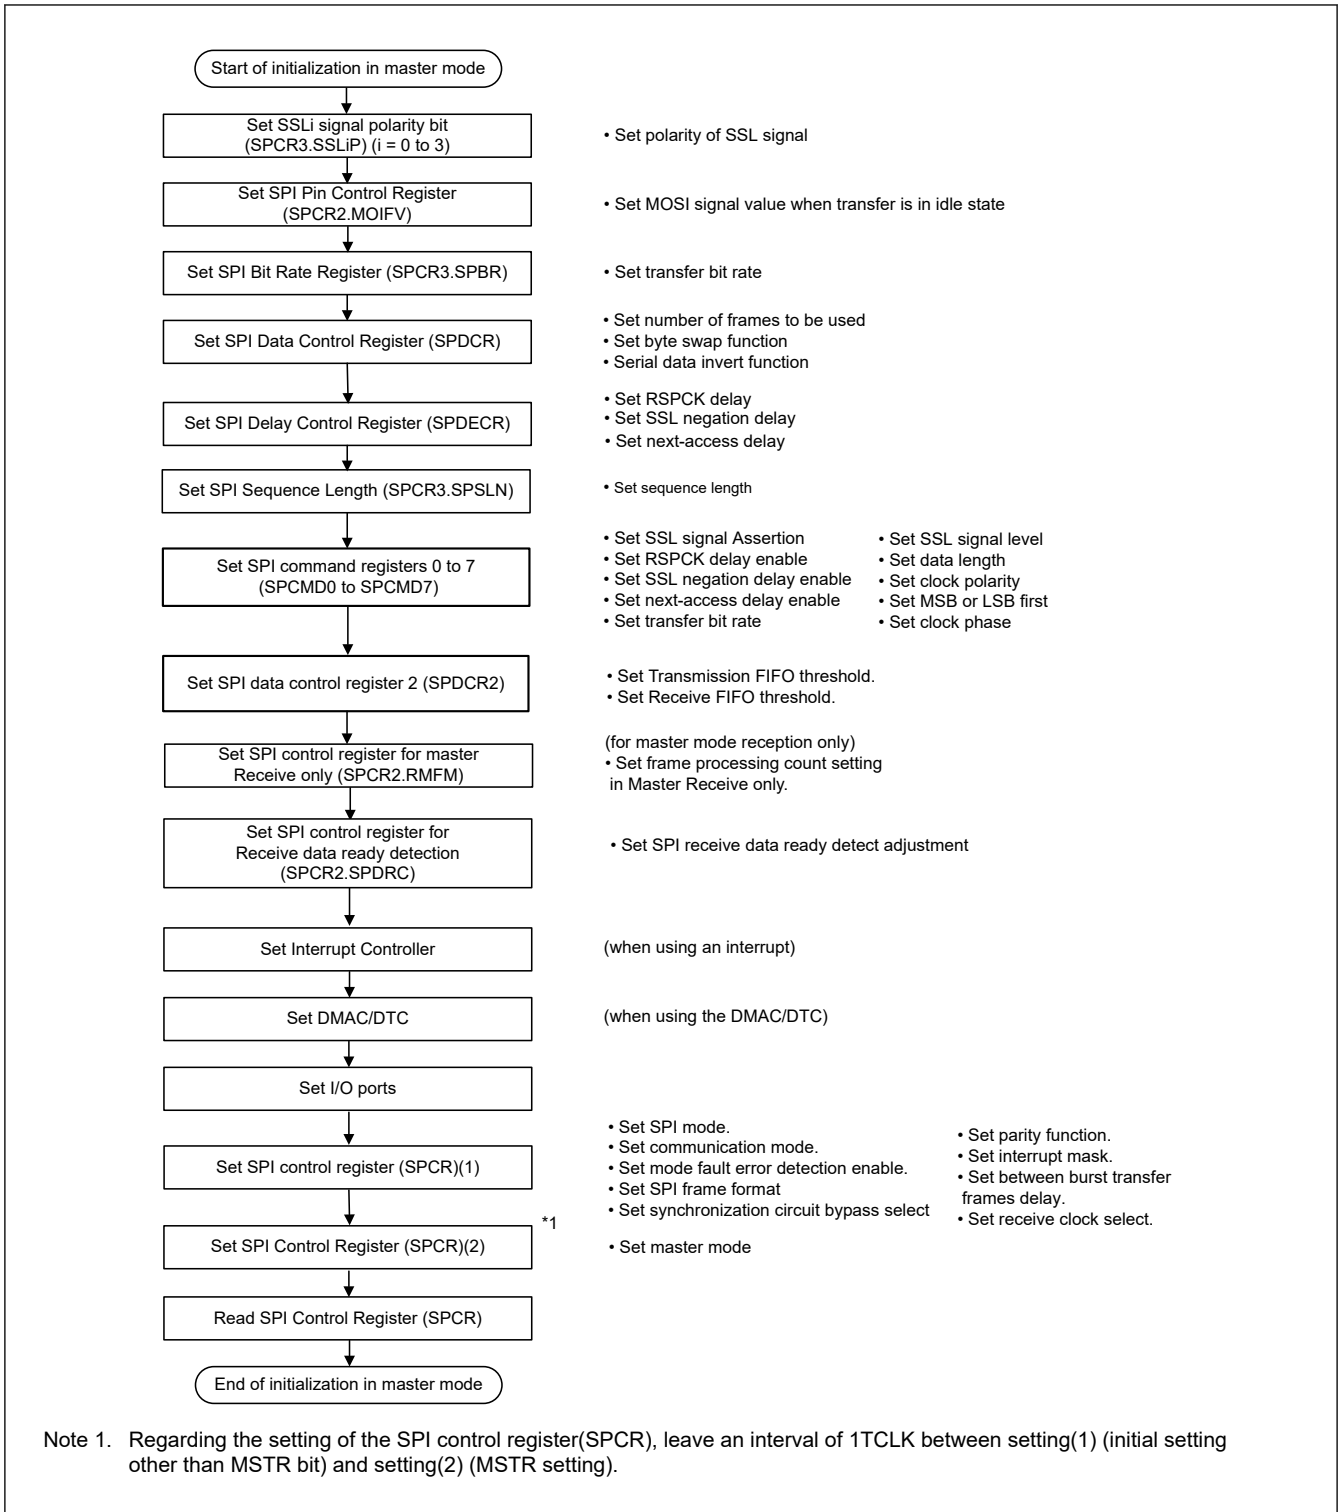 Start of initialization in master mode
Set SSLi signal polarity bit
(SPCR3.SSLiP) (i = 0 to 3)
• Set polarity of SSL signal
Set SPI Pin Control Register
(SPCR2.MOIFV)
• Set MOSI signal value when transfer is in idle state
Set SPI Bit Rate Register (SPCR3.SPBR)
• Set transfer bit rate
Set SPI Data Control Register (SPDCR)
• Set number of frames to be used
• Set byte swap function
• Serial data invert function
Set SPI Delay Control Register (SPDECR)
• Set RSPCK delay
• Set SSL negation delay
• Set next-access delay
Set SPI Sequence Length (SPCR3.SPSLN)
• Set sequence length
Set SPI command registers 0 to 7
(SPCMD0 to SPCMD7)
• Set SSL signal Assertion
• Set RSPCK delay enable
• Set SSL negation delay enable
• Set next-access delay enable
• Set transfer bit rate
• Set SSL signal level
• Set data length
• Set clock polarity
• Set MSB or LSB first
• Set clock phase
Set SPI data control register 2 (SPDCR2)
• Set Transmission FIFO threshold.
• Set Receive FIFO threshold.
Set SPI control register for master
Receive only (SPCR2.RMFM)
(for master mode reception only)
• Set frame processing count setting
in Master Receive only.
Set SPI control register for
Receive data ready detection
(SPCR2.SPDRC)
• Set SPI receive data ready detect adjustment
Set Interrupt Controller
(when using an interrupt)
Set DMAC/DTC
(when using the DMAC/DTC)
Set I/O ports
Set SPI control register (SPCR)(1)
• Set SPI mode.
• Set communication mode.
• Set mode fault error detection enable.
• Set SPI frame format
• Set synchronization circuit bypass select
• Set parity function.
• Set interrupt mask.
• Set between burst transfer
frames delay.
• Set receive clock select.
*1
Set SPI Control Register (SPCR)(2)
• Set master mode
Read SPI Control Register (SPCR)
End of initialization in master mode
Note 1. Regarding the setting of the SPI control register(SPCR), leave an interval of 1TCLK between setting(1) (initial setting
other than MSTR bit) and setting(2) (MSTR setting).